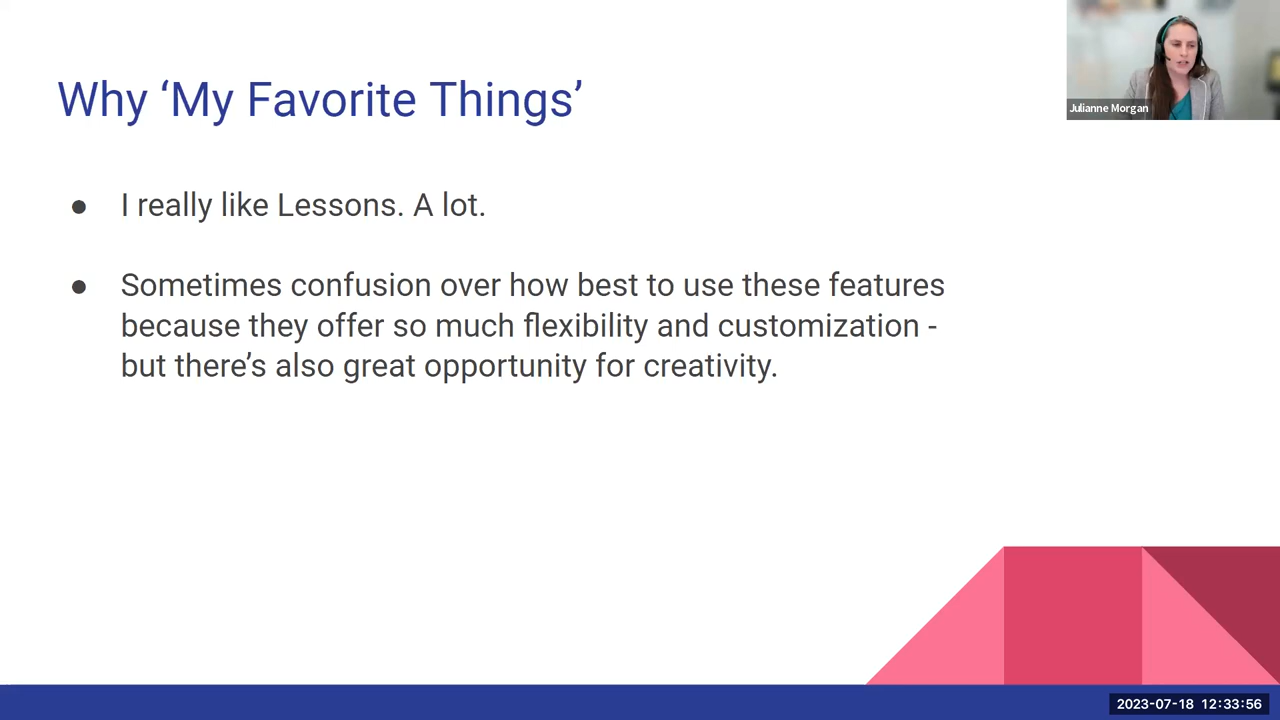 Why ‘My Favorite Things’
Julianne Morgan
● I really like Lessons. A lot.
● Sometimes confusion over how best to use these features
because they offer so much flexibility and customization -
but there’s also great opportunity for creativity.
2023-07-18 12:33:56